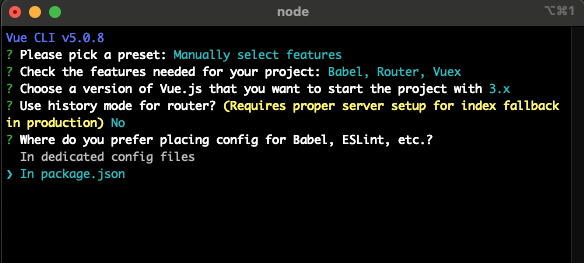 node
⌥⌘1
Vue CLI v5.0.8
? Please pick a preset: Manually select features
? Check the features needed for your project: Babel, Router, Vuex
? Choose a version of Vue.js that you want to start the project with 3.x
? Use history mode for router? (Requires proper server setup for index fallback
in production) No
? Where do you prefer placing config for Babel, ESLint, etc.?
  In dedicated config files
❯ In package.json